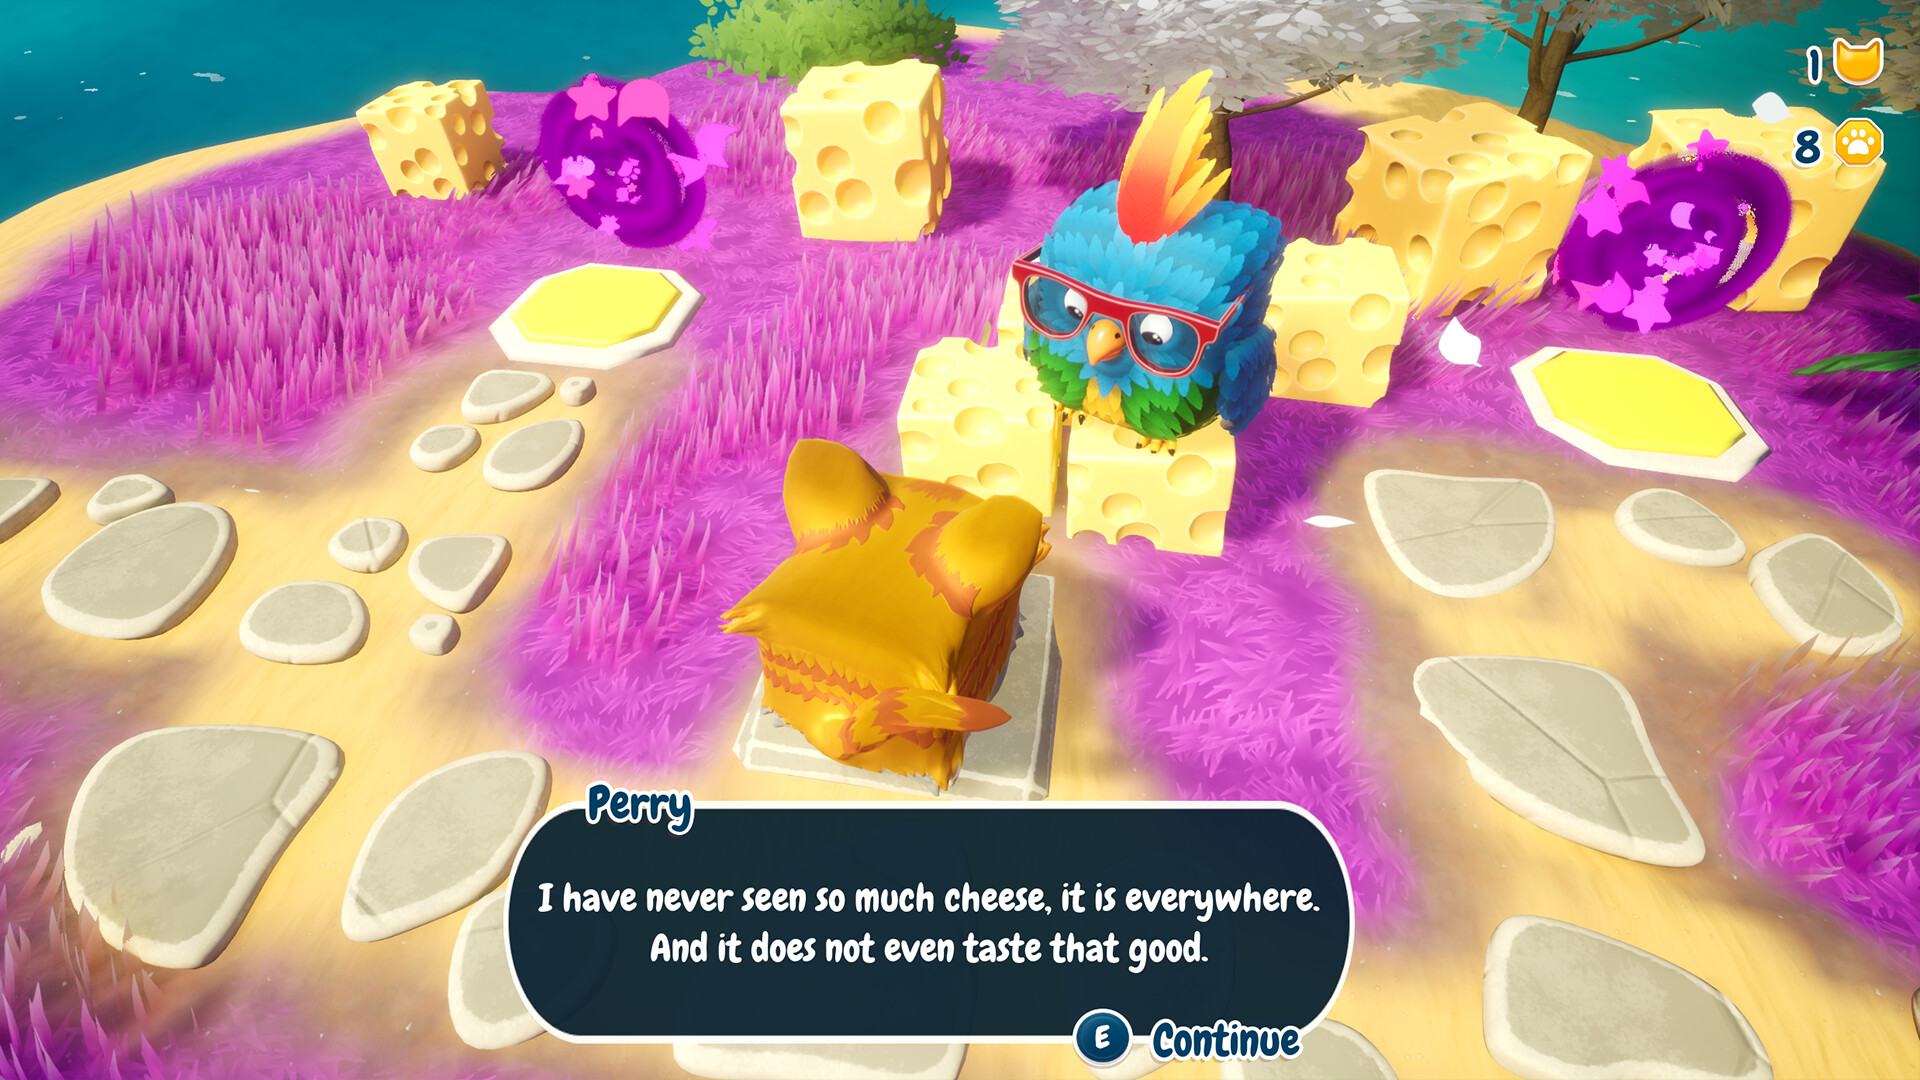 1
8
Perry
I have never seen so much cheese, it is everywhere.
And it does not even taste that good.
E Continue